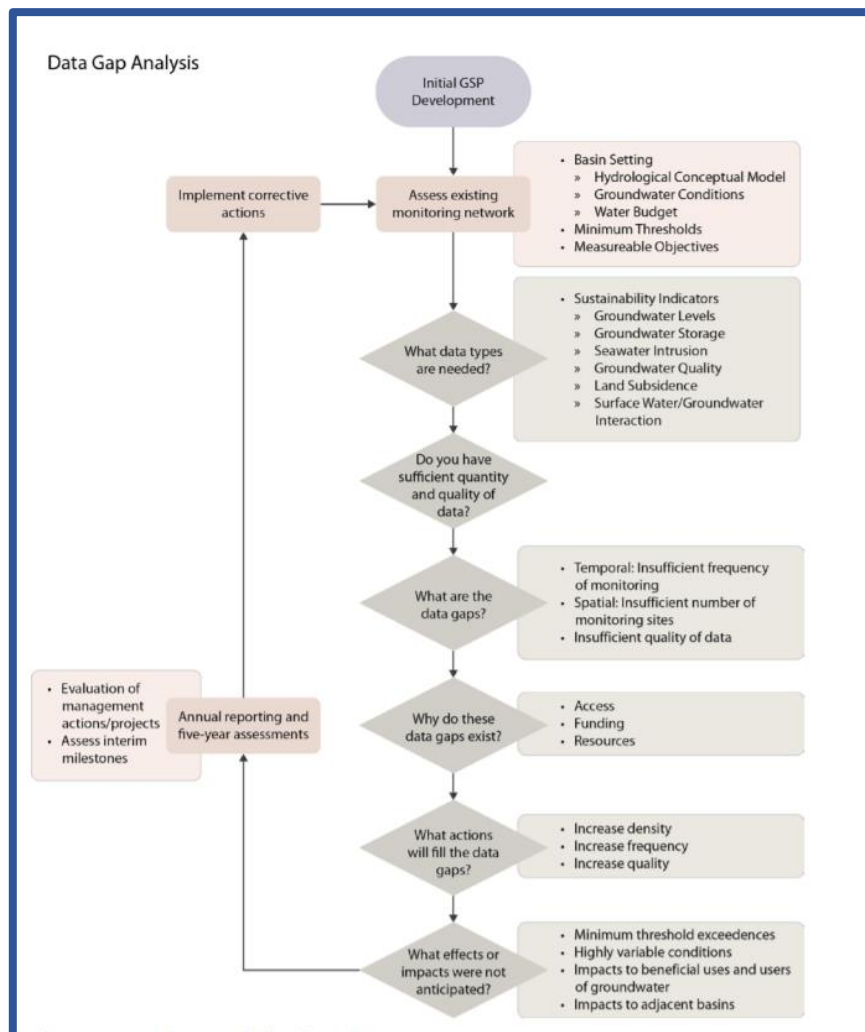 Data Gap Analysis
Initial GSP
Development
Implement corrective
actions
Assess existing
monitoring network
• Basin Setting
» Hydrological Conceptual Model
» Groundwater Conditions
» Water Budget
• Minimum Thresholds
• Measureable Objectives
What data types
are needed?
• Sustainability Indicators
» Groundwater Levels
» Groundwater Storage
» Seawater Intrusion
» Groundwater Quality
» Land Subsidence
» Surface Water/Groundwater
Interaction
Do you have
sufficient quantity
and quality of
data?
What are the
data gaps?
• Temporal: Insufficient frequency
of monitoring
• Spatial: Insufficient number of
monitoring sites
• Insufficient quality of data
• Evaluation of
management
actions/projects
• Assess interim
milestones
Annual reporting and
five-year assessments
Why do these
data gaps exist?
• Access
• Funding
• Resources
What actions
will fill the data
gaps?
• Increase density
• Increase frequency
• Increase quality
What effects or
impacts were not
anticipated?
• Minimum threshold exceedences
• Highly variable conditions
• Impacts to beneficial uses and users
of groundwater
• Impacts to adjacent basins